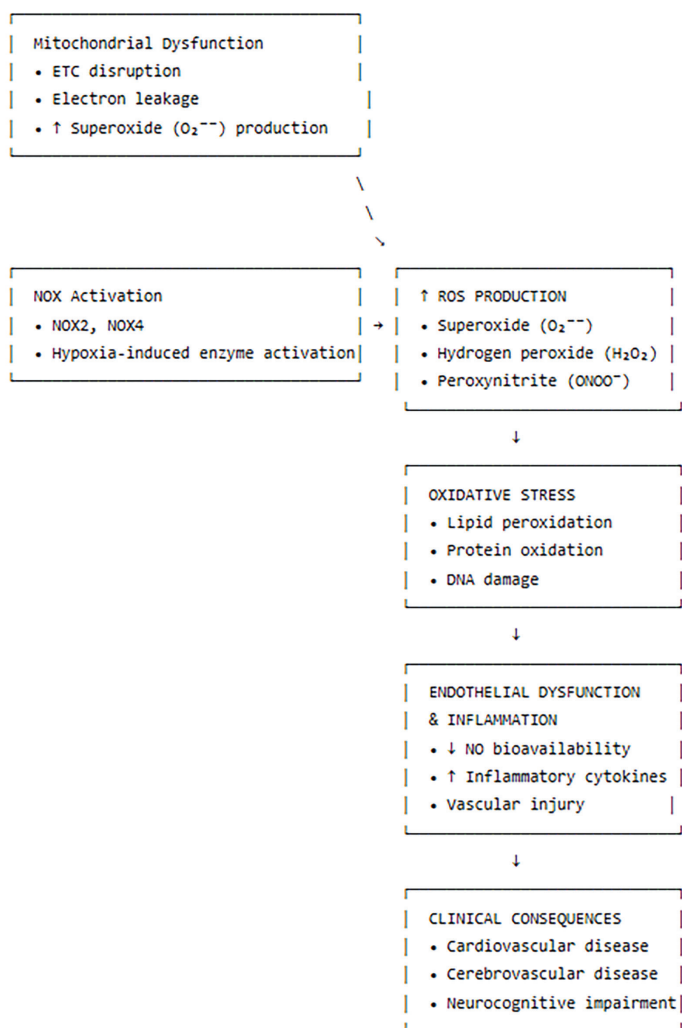 Mitochondrial Dysfunction
• ETC disruption
• Electron leakage
• ↑ Superoxide (O₂⁻⁻) production
NOX Activation
• NOX2, NOX4
• Hypoxia-induced enzyme activation
→
↑ ROS PRODUCTION
• Superoxide (O₂⁻⁻)
• Hydrogen peroxide (H₂O₂)
• Peroxynitrite (ONOO⁻)
↓
OXIDATIVE STRESS
• Lipid peroxidation
• Protein oxidation
• DNA damage
↓
ENDOTHELIAL DYSFUNCTION
& INFLAMMATION
• ↓ NO bioavailability
• ↑ Inflammatory cytokines
• Vascular injury
↓
CLINICAL CONSEQUENCES
• Cardiovascular disease
• Cerebrovascular disease
• Neurocognitive impairment